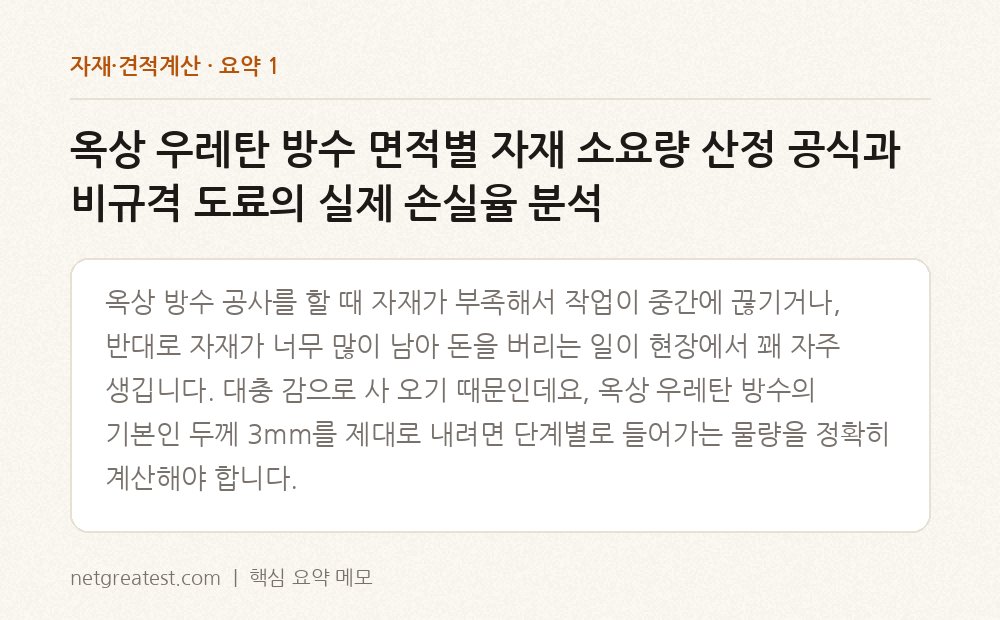 자재·견적계산 · 요약 1
옥상 우레탄 방수 면적별 자재 소요량 산정 공식과
비규격 도료의 실제 손실율 분석
옥상 방수 공사를 할 때 자재가 부족해서 작업이 중간에 끊기거나,
반대로 자재가 너무 많이 남아 돈을 버리는 일이 현장에서 꽤 자주
생깁니다. 대충 감으로 사 오기 때문인데요, 옥상 우레탄 방수의
기본인 두께 3mm를 제대로 내려면 단계별로 들어가는 물량을 정확히
계산해야 합니다.
netgreatest.com | 핵심 요약 메모